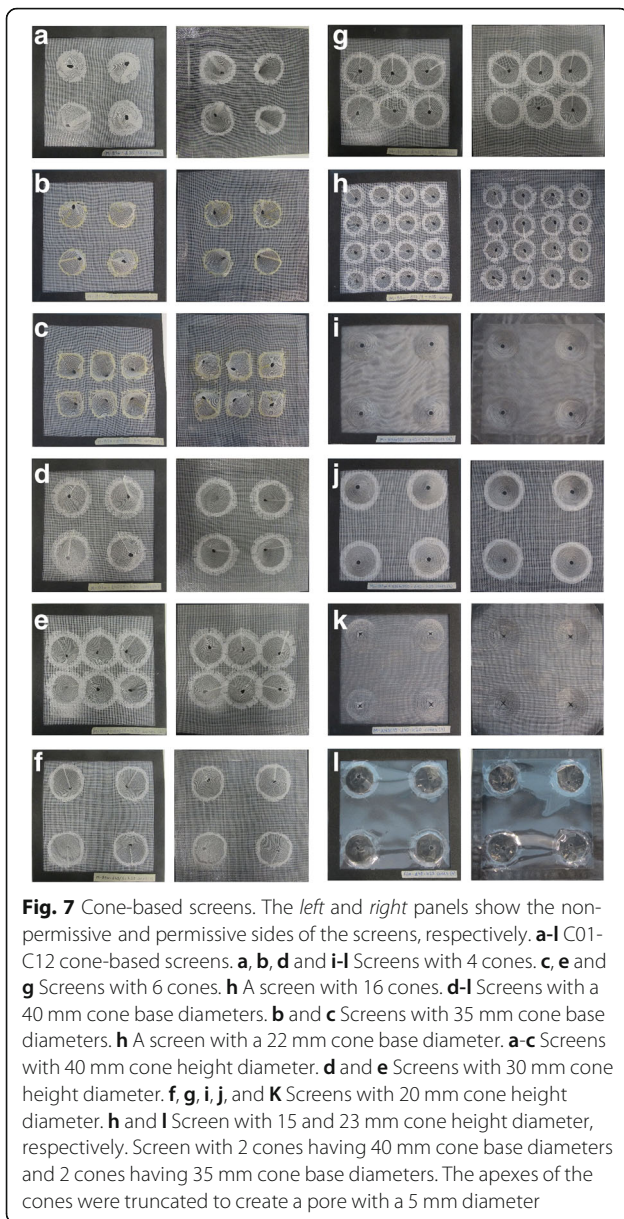 a
g
b
h
c
i
d
j
e
k
f
l
Fig. 7 Cone-based screens. The left and right panels show the non-
permissive and permissive sides of the screens, respectively. a-l C01-
C12 cone-based screens. a, b, d and i-l Screens with 4 cones. c, e and
g Screens with 6 cones. h A screen with 16 cones. d-l Screens with a
40 mm cone base diameters. b and c Screens with 35 mm cone base
diameters. h A screen with a 22 mm cone base diameter. a-c Screens
with 40 mm cone height diameter. d and e Screens with 30 mm cone
height diameter. f, g, i, j, and K Screens with 20 mm cone height
diameter. h and l Screen with 15 and 23 mm cone height diameter,
respectively. Screen with 2 cones having 40 mm cone base diameters
and 2 cones having 35 mm cone base diameters. The apexes of the
cones were truncated to create a pore with a 5 mm diameter